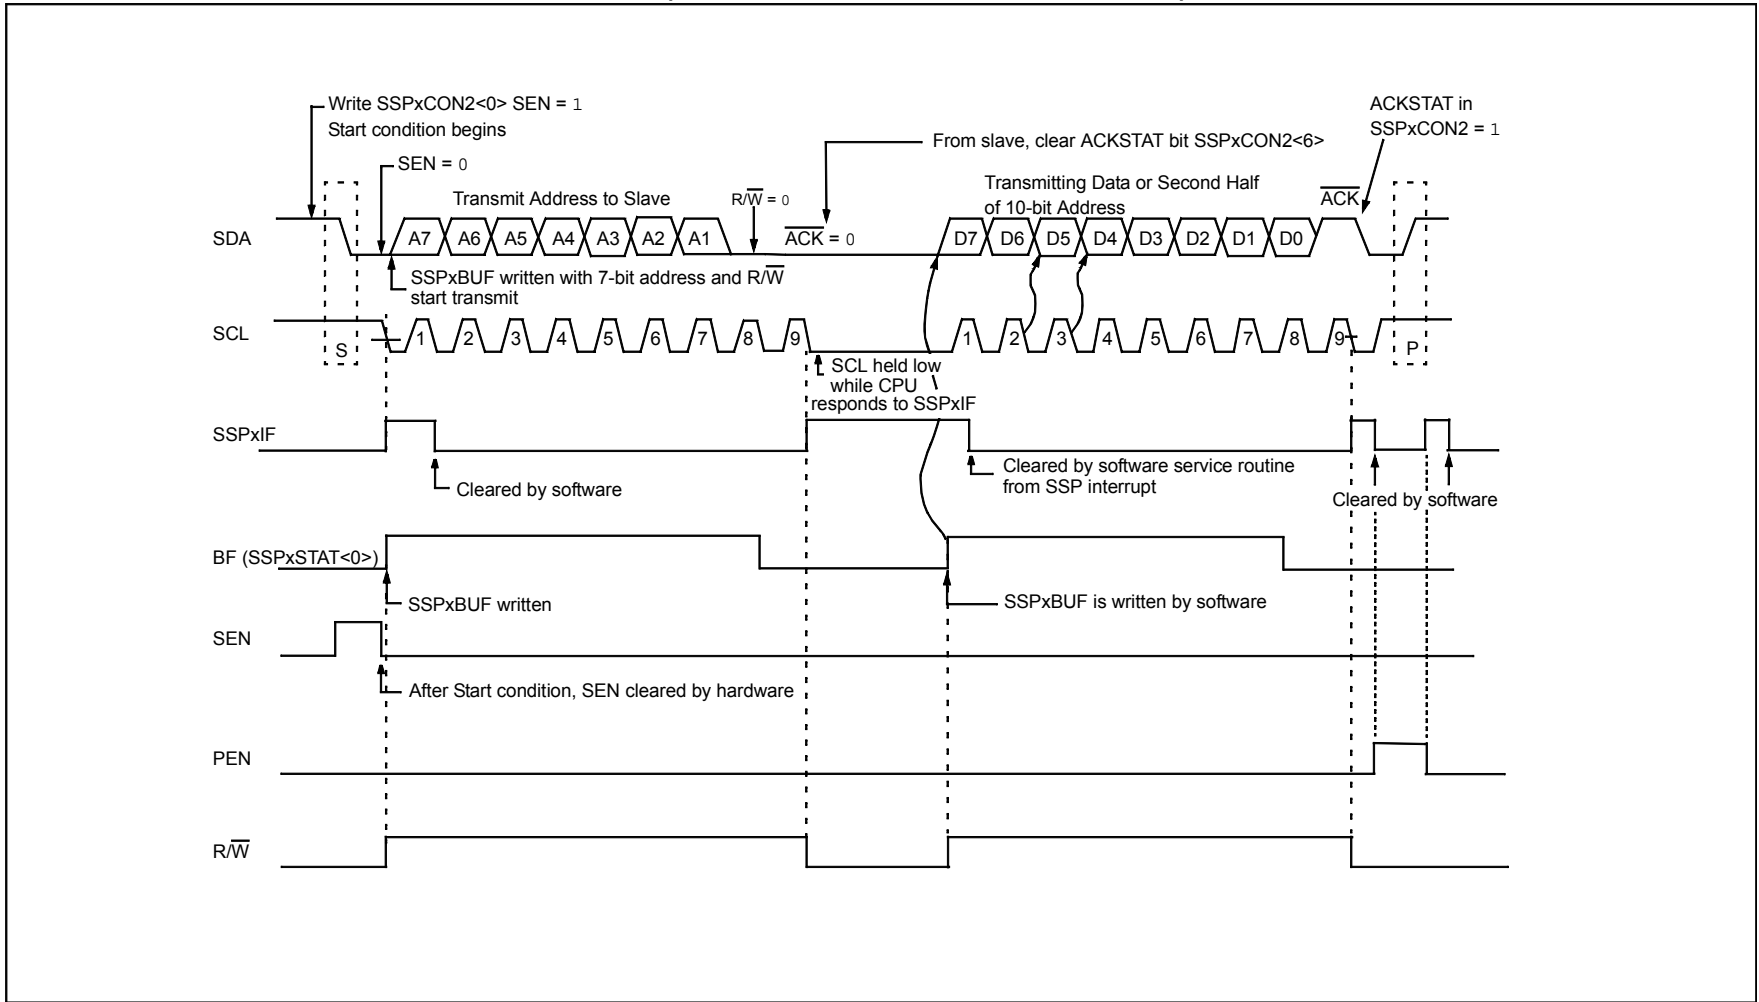 Write SSPxCON2<0> SEN = 1
Start condition begins
ACKSTAT in
SSPxCON2 = 1
From slave, clear ACKSTAT bit SSPxCON2<6>
SEN = 0
Transmit Address to Slave
R/W̅ = 0
Transmitting Data or Second Half
of 10-bit Address
A̅C̅K̅
SDA
A7 A6 A5 A4 A3 A2 A1
A̅C̅K̅ = 0
D7 D6 D5 D4 D3 D2 D1 D0
SSPxBUF written with 7-bit address and R/W̅
start transmit
SCL
S
1 2 3 4 5 6 7 8 9
1 2 3 4 5 6 7 8 9
P
SCL held low
while CPU
responds to SSPxIF
SSPxIF
Cleared by software
Cleared by software service routine
from SSP interrupt
Cleared by software
BF (SSPxSTAT<0>)
SSPxBUF written
SSPxBUF is written by software
SEN
After Start condition, SEN cleared by hardware
PEN
R/W̅